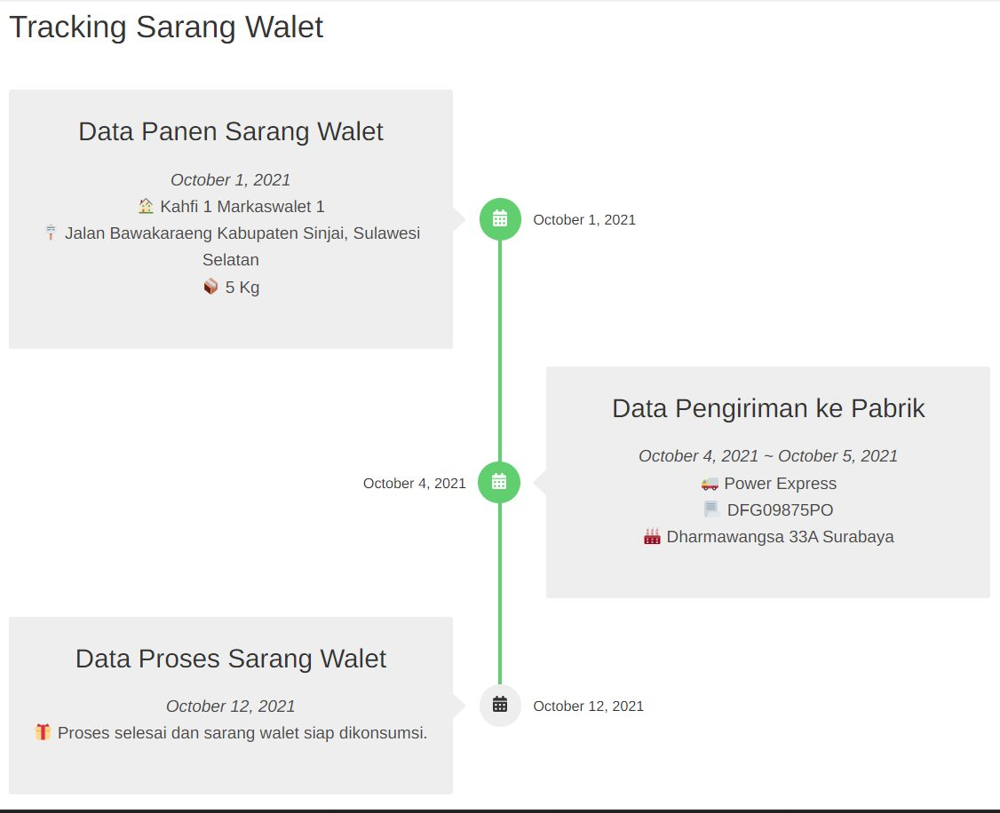 Tracking Sarang Walet
Data Panen Sarang Walet
October 1, 2021
Kahfi 1 Markaswalet 1
Jalan Bawakaraeng Kabupaten Sinjai, Sulawesi
Selatan
5 Kg
October 1, 2021
Data Pengiriman ke Pabrik
October 4, 2021 ~ October 5, 2021
Power Express
DFG09875PO
Dharmawangsa 33A Surabaya
October 4, 2021
Data Proses Sarang Walet
October 12, 2021
Proses selesai dan sarang walet siap dikonsumsi.
October 12, 2021